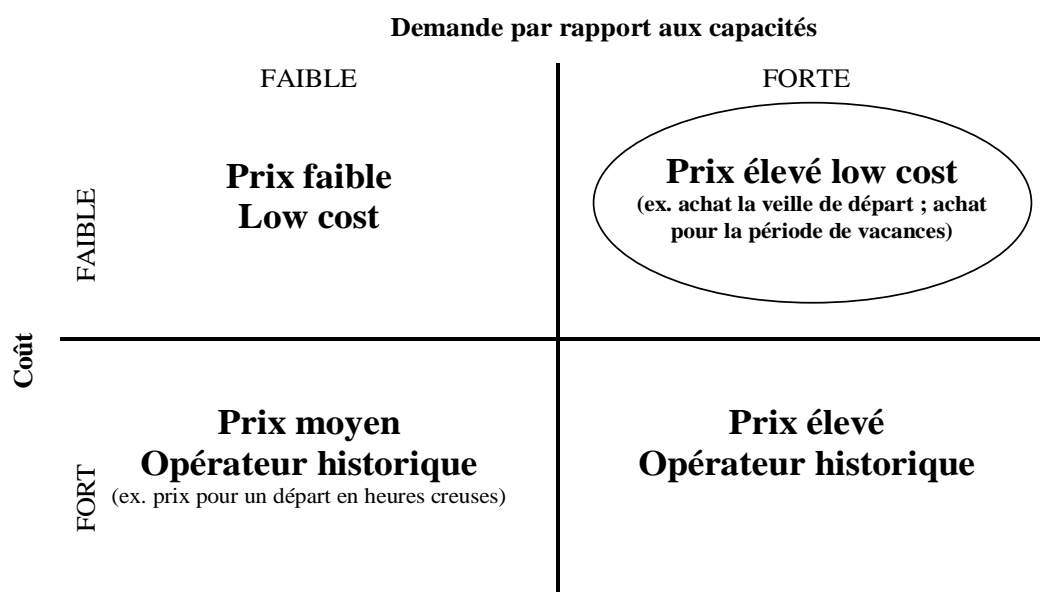 Demande par rapport aux capacités
FAIBLE
FORTE
FAIBLE
Prix faible
Low cost
Prix élevé low cost
(ex. achat la veille de départ ; achat
pour la période de vacances)
Coût
FORT
Prix moyen
Opérateur historique
(ex. prix pour un départ en heures creuses)
Prix élevé
Opérateur historique